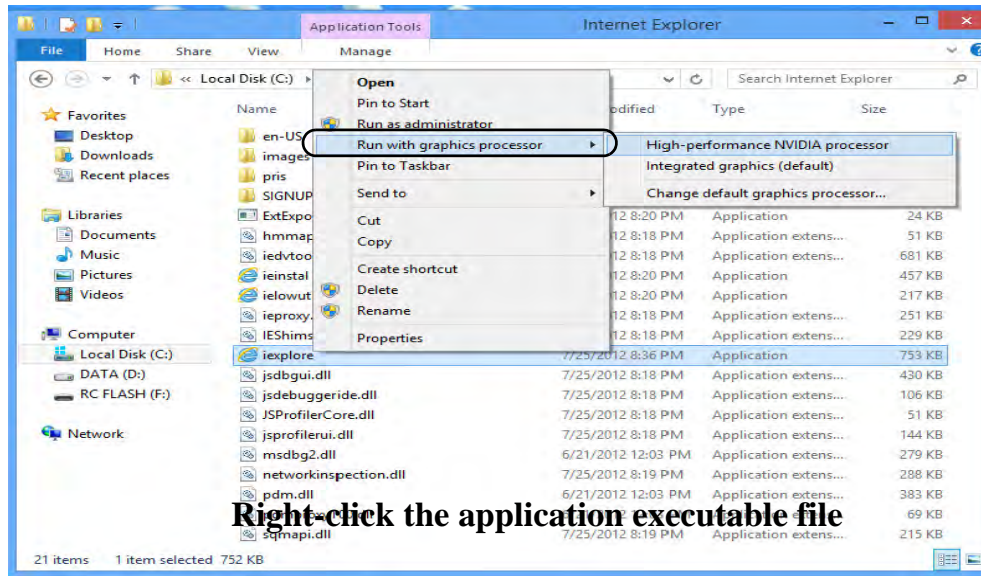 Application Tools
Internet Explorer
File Home Share View Manage
« Local Disk (C:)
Search Internet Explorer
Favorites
Desktop
Downloads
Recent places
Libraries
Documents
Music
Pictures
Videos
Computer
Local Disk (C:)
DATA (D:)
RC FLASH (F:)
Network
Open
Pin to Start
Run as administrator
Run with graphics processor
Pin to Taskbar
Send to
Cut
Copy
Create shortcut
Delete
Rename
Properties
High-performance NVIDIA processor
Integrated graphics (default)
Change default graphics processor...
Name Type Size
en-US
images
pris
SIGNUP
8:20 PM Application 24 KB
hmmap 8:18 PM Application extens... 51 KB
iedvtoo 8:18 PM Application extens... 681 KB
ieinstal 8:20 PM Application 457 KB
ielowut 8:20 PM Application 217 KB
ieproxy. 8:18 PM Application extens... 251 KB
IEShims 8:18 PM Application extens... 229 KB
iexplore 7/25/2012 8:36 PM Application 753 KB
jsdbgui.dll 7/25/2012 8:18 PM Application extens... 430 KB
jsdebuggeride.dll 7/25/2012 8:18 PM Application extens... 106 KB
JSProfilerCore.dll 7/25/2012 8:18 PM Application extens... 51 KB
jsprofilerui.dll 7/25/2012 8:18 PM Application extens... 144 KB
msdbg2.dll 6/21/2012 12:03 PM Application extens... 279 KB
networkinspection.dll 7/25/2012 8:19 PM Application extens... 288 KB
pdm.dll 6/21/2012 12:03 PM Application extens... 383 KB
69 KB
Right-click the application executable file
sqmapi.dll 7/25/2012 8:19 PM Application extens... 215 KB
21 items 1 item selected 752 KB